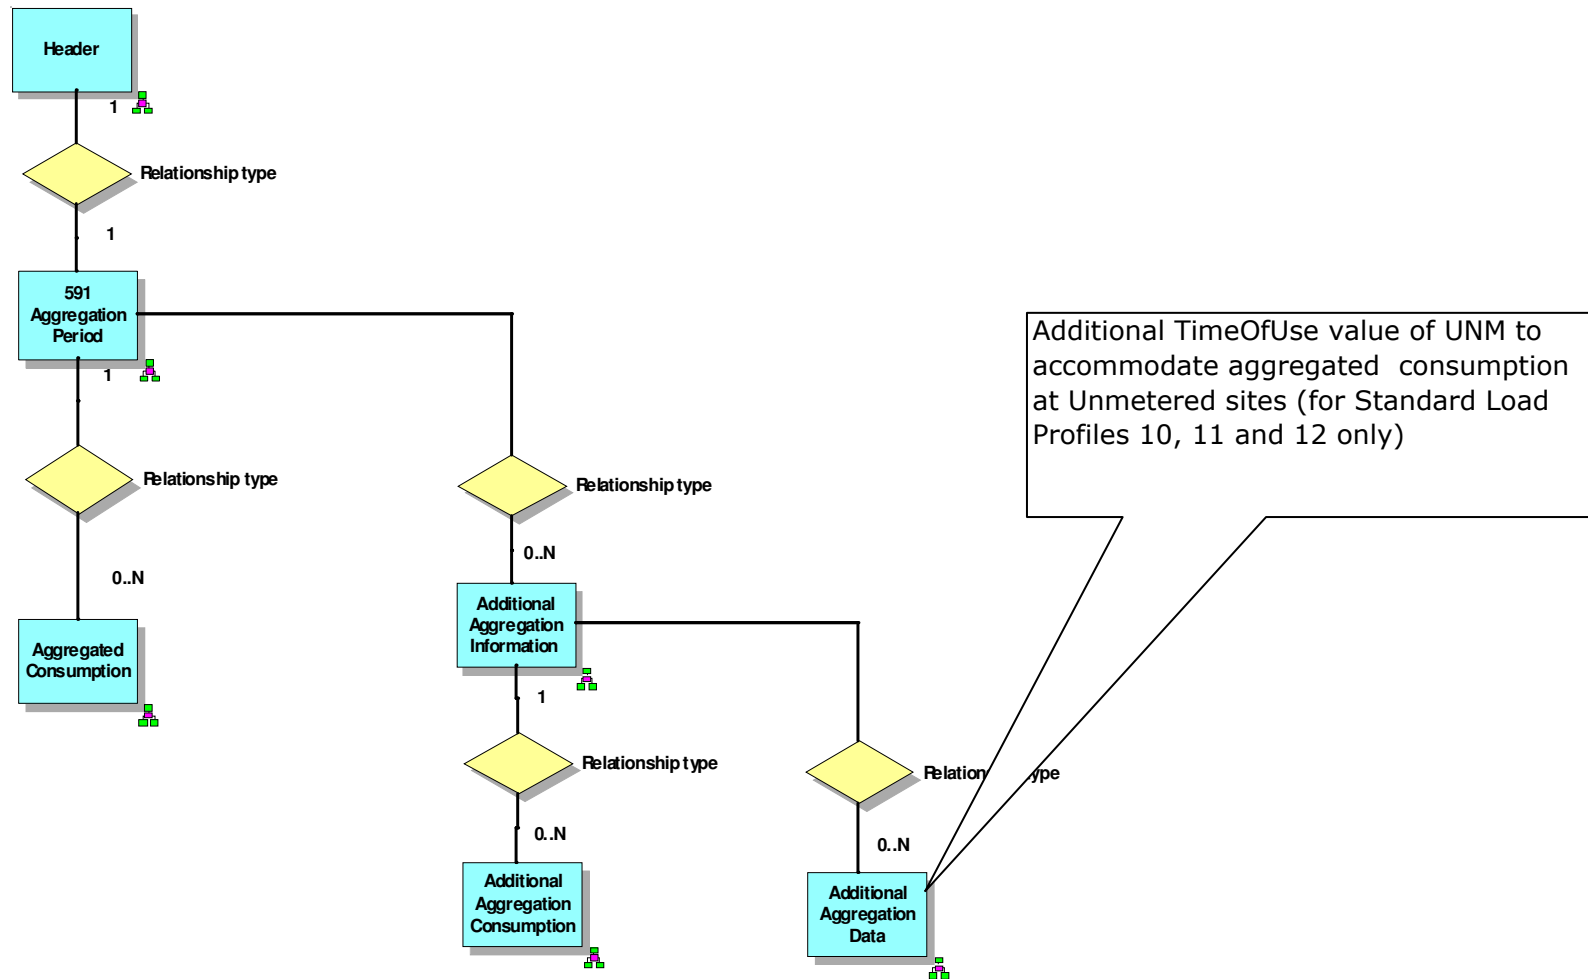 Header
1
Relationship type
1
591
Aggregation
Period
1
Relationship type
0..N
Aggregated
Consumption
Relationship type
0..N
Additional
Aggregation
Information
1
Relationship type
0..N
Additional
Aggregation
Consumption
Relation ype
0..N
Additional
Aggregation
Data
Additional TimeOfUse value of UNM to
accommodate aggregated  consumption
at Unmetered sites (for Standard Load
Profiles 10, 11 and 12 only)